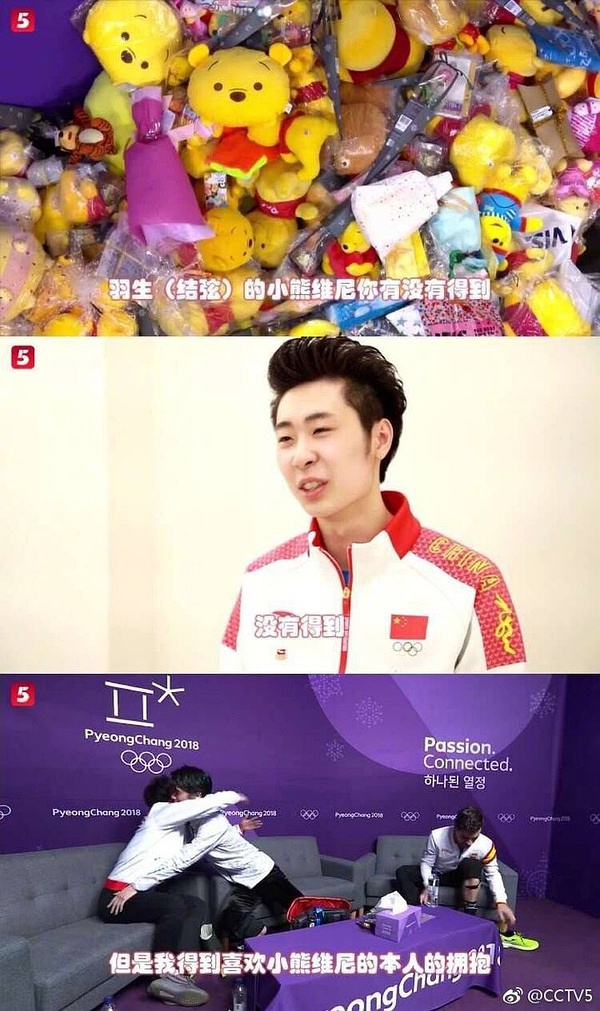 5
SIN
羽生（结弦）的小熊维尼你有没有得到
5
CHINA
没有得到!
5
PyeongChang 2018
Passion.
Connected.
하나된 열정
PyeongChang 2018
PyeongChang 2018
PyeongChang 2018
但是我得到喜欢小熊维尼的本人的拥抱
@CCTV5